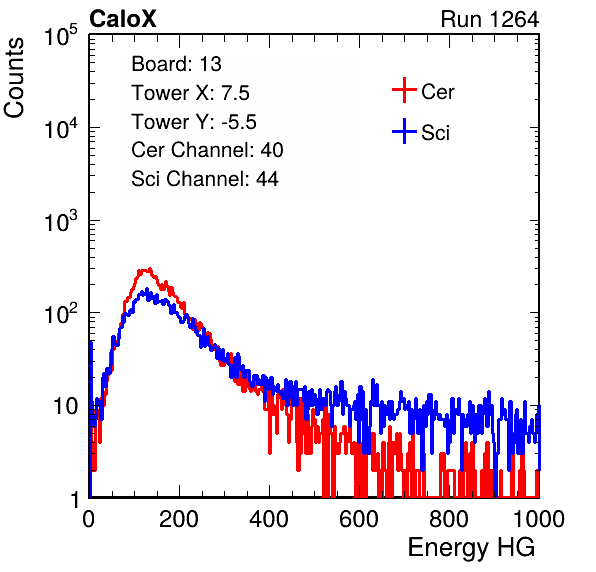 CaloX
Run 1264
Counts
Board: 13
Tower X: 7.5
Tower Y: -5.5
Cer Channel: 40
Sci Channel: 44
Cer
Sci
10^5
10^4
10^3
10^2
10
1
0 200 400 600 800 1000
Energy HG